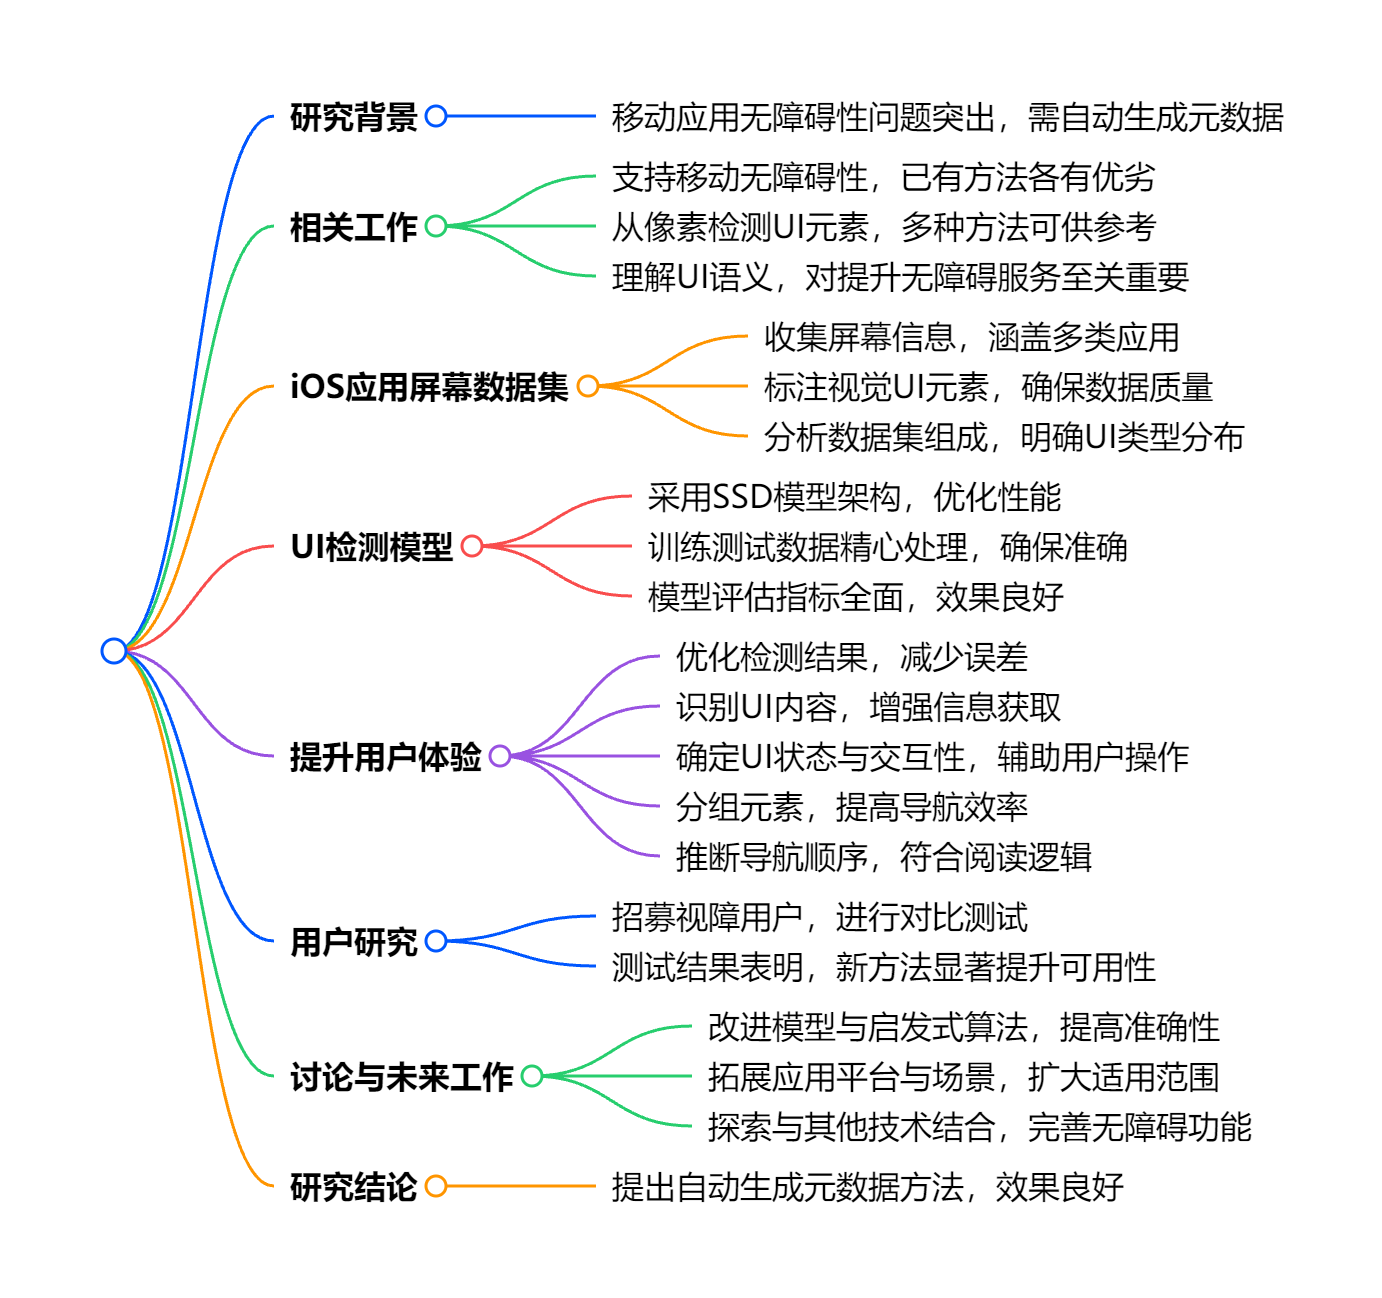 研究背景
移动应用无障碍性问题突出，需自动生成元数据
相关工作
支持移动无障碍性，已有方法各有优劣
从像素检测UI元素，多种方法可供参考
理解UI语义，对提升无障碍服务至关重要
iOS应用屏幕数据集
收集屏幕信息，涵盖多类应用
标注视觉UI元素，确保数据质量
分析数据集组成，明确UI类型分布
UI检测模型
采用SSD模型架构，优化性能
训练测试数据精心处理，确保准确
模型评估指标全面，效果良好
提升用户体验
优化检测结果，减少误差
识别UI内容，增强信息获取
确定UI状态与交互性，辅助用户操作
分组元素，提高导航效率
推断导航顺序，符合阅读逻辑
用户研究
招募视障用户，进行对比测试
测试结果表明，新方法显著提升可用性
讨论与未来工作
改进模型与启发式算法，提高准确性
拓展应用平台与场景，扩大适用范围
探索与其他技术结合，完善无障碍功能
研究结论
提出自动生成元数据方法，效果良好